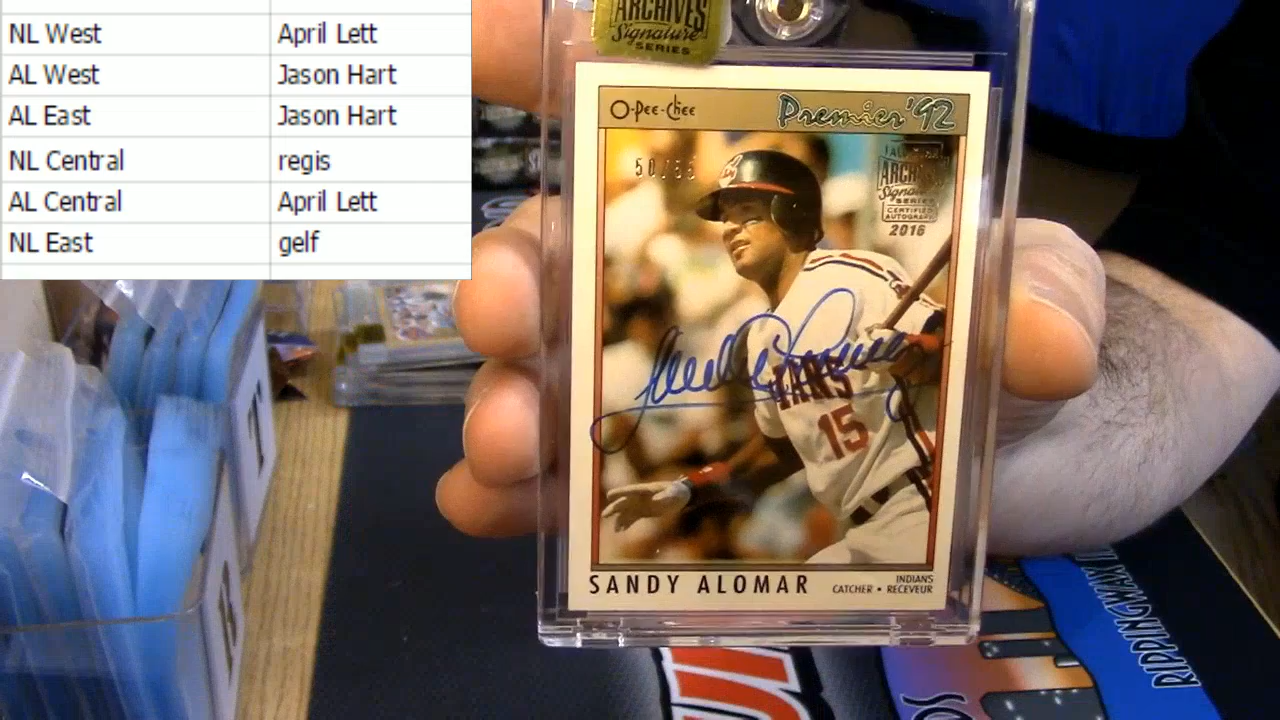 NL West April Lett
AL West Jason Hart
AL East Jason Hart
NL Central regis
AL Central April Lett
NL East gelf
ARCHIVES
Signature
SERIES
O-Pee-Chee Premier '92
ARCHIVES
Signature
SERIES
CERTIFIED
AUTOGRAPH
2016
15
SANDY ALOMAR
INDIANS
CATCHER • RECEVEUR
T
RIPPINGWAX